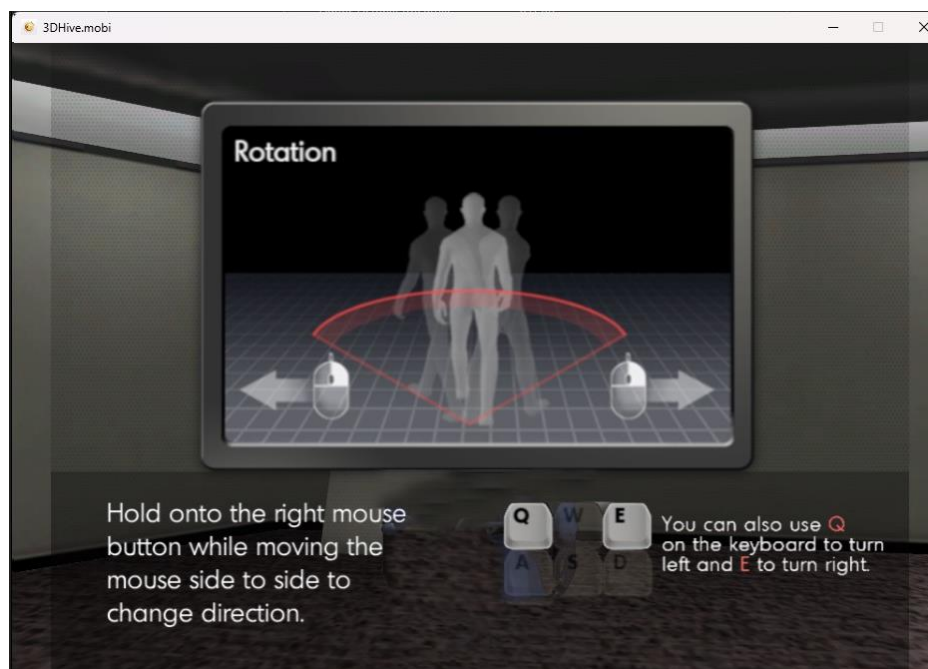 3DHive.mobi
Rotation
Hold onto the right mouse
button while moving the
mouse side to side to
change direction.
Q W E
A S D
You can also use Q
on the keyboard to turn
left and E to turn right.